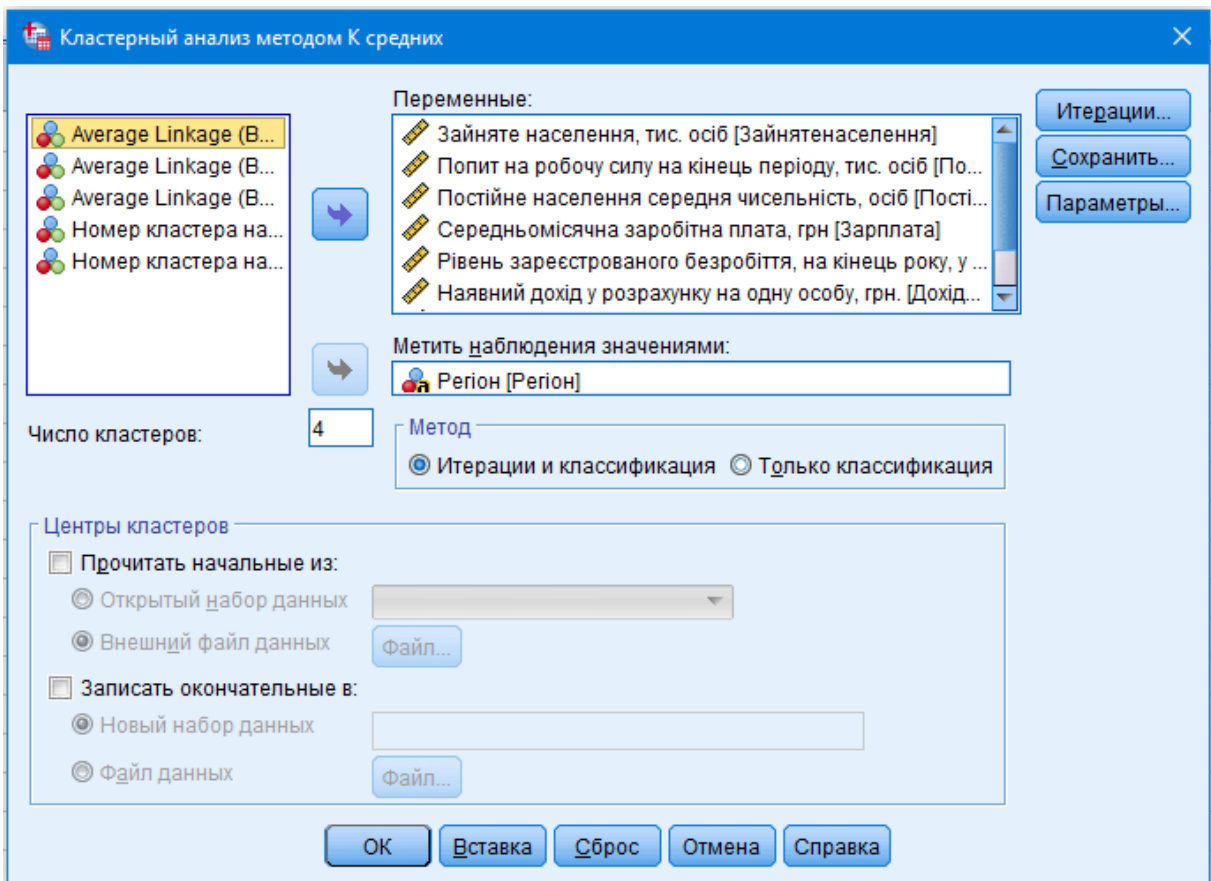 Кластерный анализ методом К средних
Переменные:
Average Linkage (B...
Average Linkage (B...
Average Linkage (B...
Номер кластера на...
Номер кластера на...
Зайняте населення, тис. осіб [Зайнятенаселення]
Попит на робочу силу на кінець періоду, тис. осіб [По...
Постійне населення середня чисельність, осіб [Пості...
Середньомісячна заробітна плата, грн [Зарплата]
Рівень зареєстрованого безробіття, на кінець року, у ...
Наявний дохід у розрахунку на одну особу, грн. [Дохід...
Итерации...
Сохранить...
Параметры...
Метить наблюдения значениями:
Регіон [Регіон]
Число кластеров: 4
Метод
Итерации и классификация Только классификация
Центры кластеров
Прочитать начальные из:
Открытый набор данных
Внешний файл данных Файл...
Записать окончательные в:
Новый набор данных
Файл данных Файл...
ОК Вставка Сброс Отмена Справка